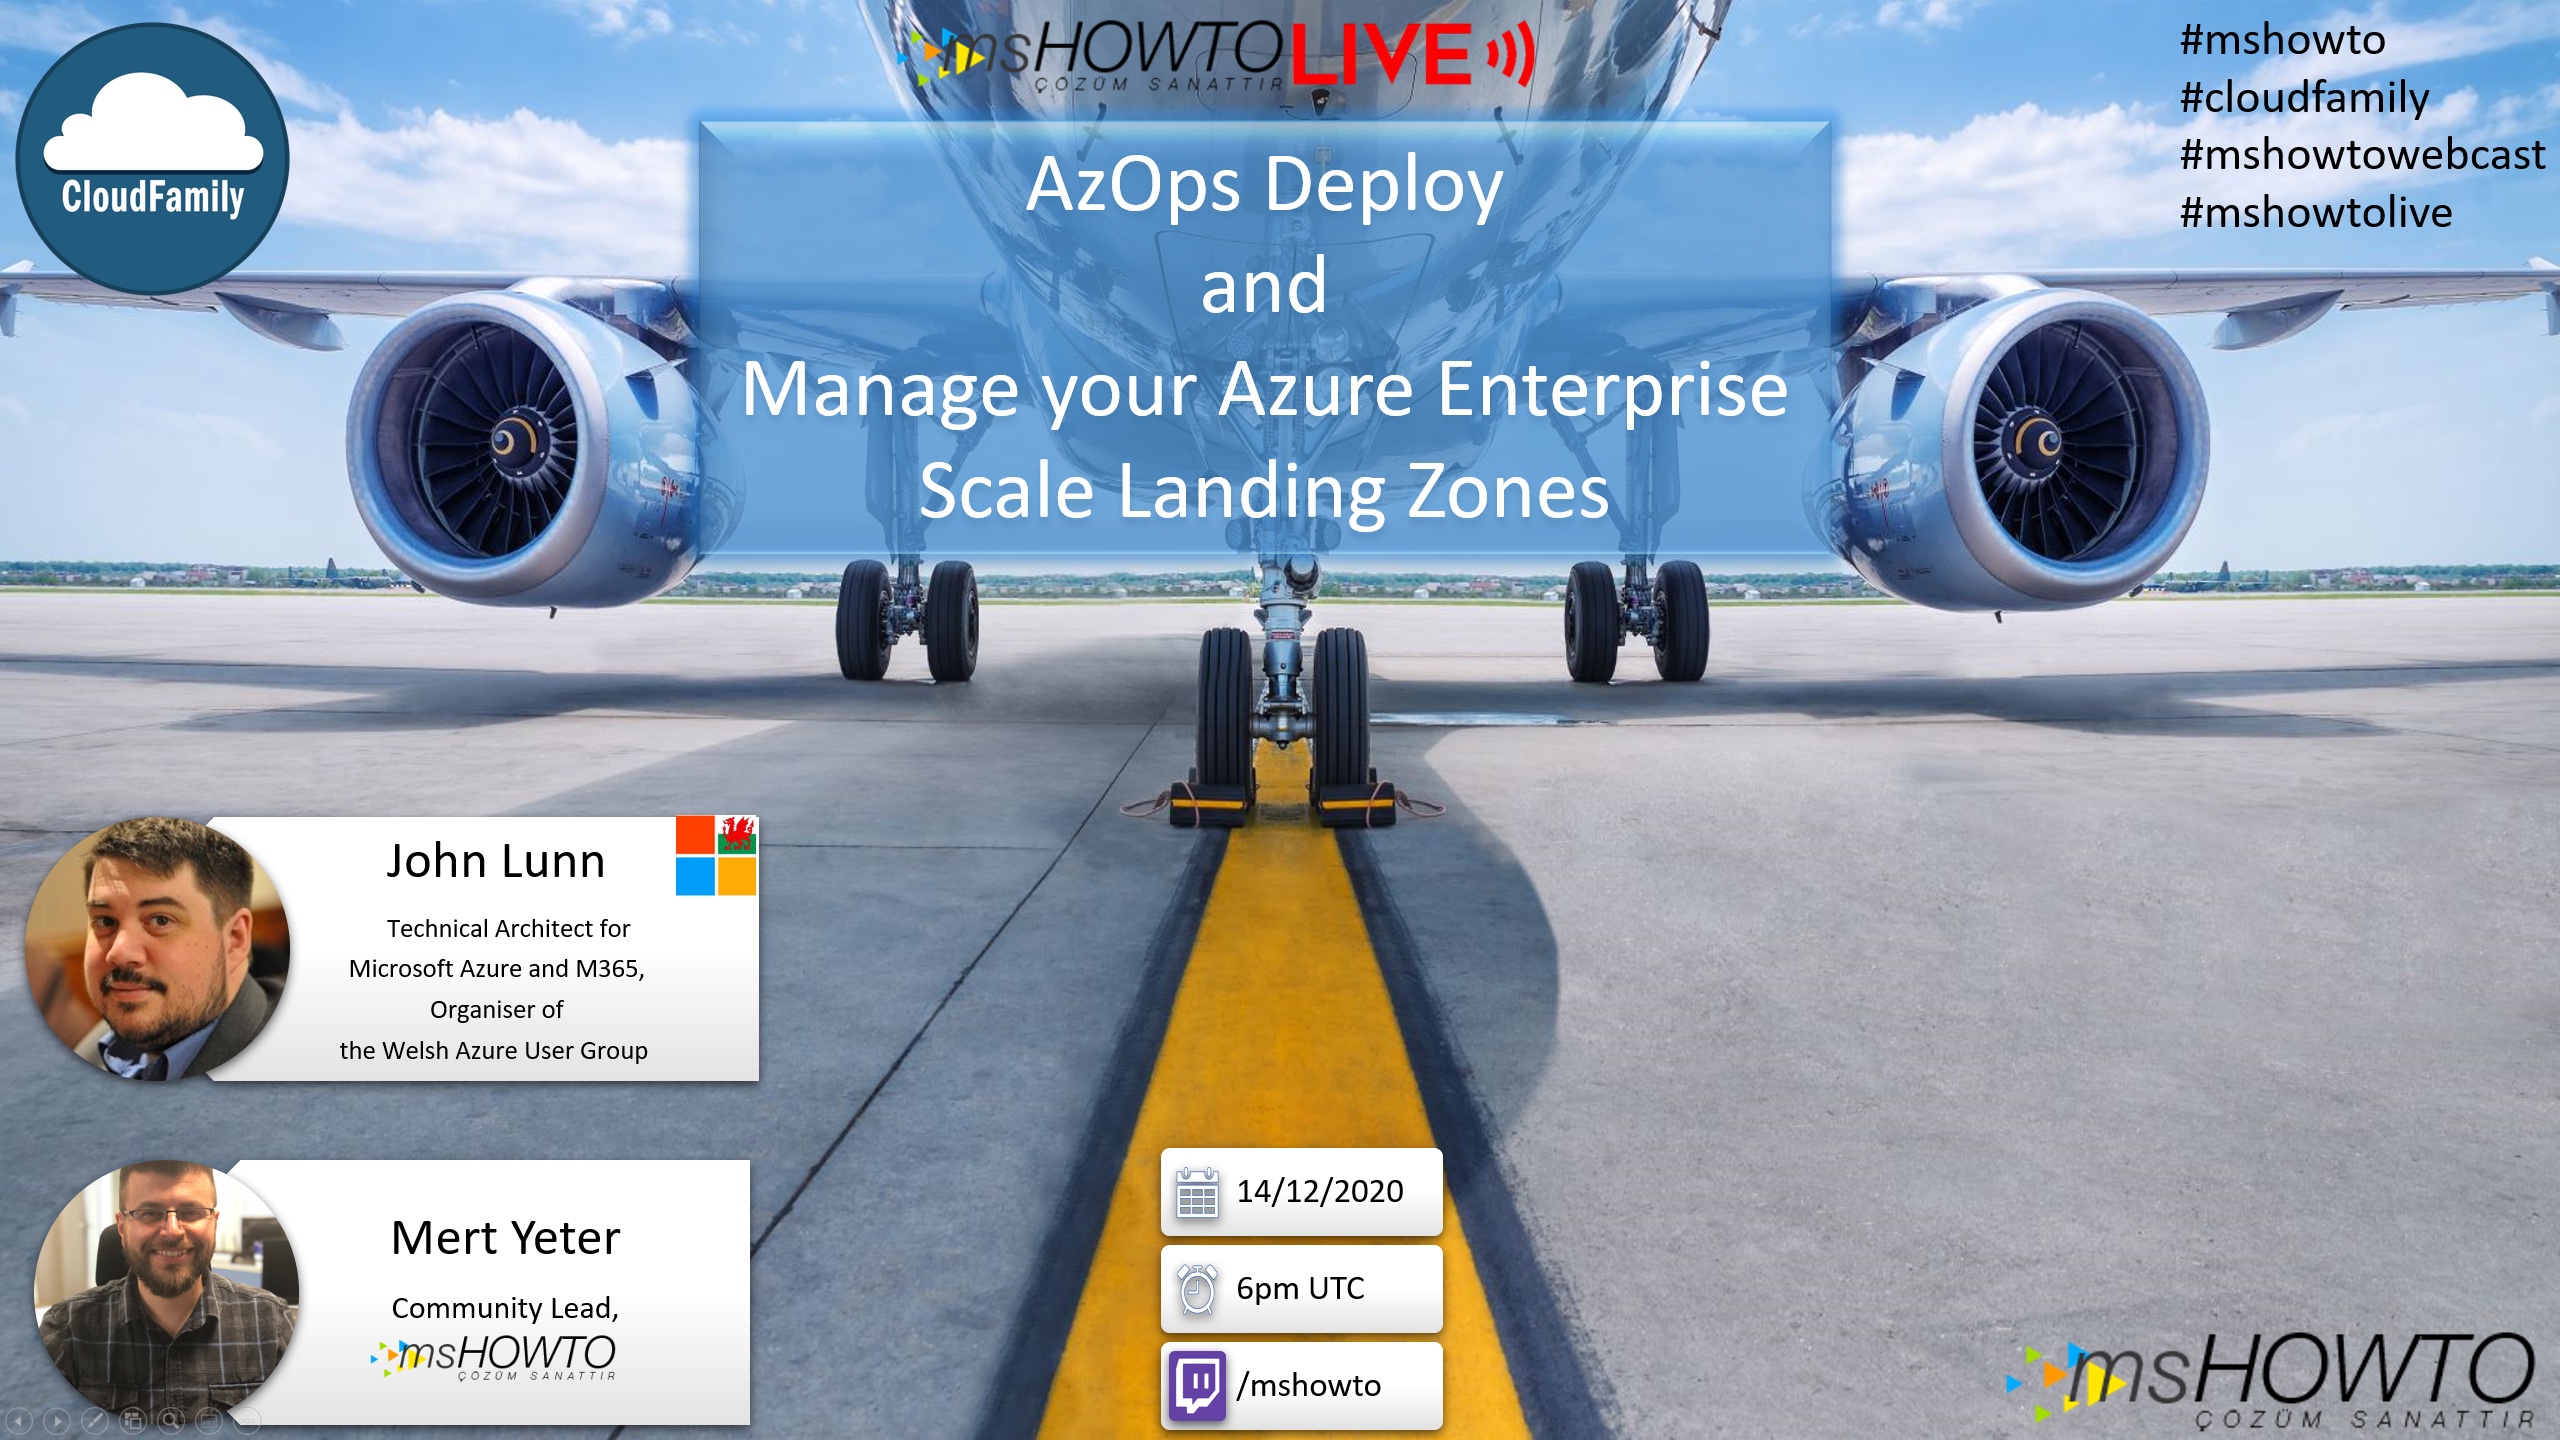 CloudFamily
msHOWTO LIVE
ÇÖZÜM SANATTIR
#mshowto
#cloudfamily
#mshowtowebcast
#mshowtolive
AzOps Deploy
and
Manage your Azure Enterprise
Scale Landing Zones
John Lunn
Technical Architect for
Microsoft Azure and M365,
Organiser of
the Welsh Azure User Group
Mert Yeter
Community Lead,
msHOWTO
ÇÖZÜM SANATTIR
14/12/2020
6pm UTC
/mshowto
msHOWTO
ÇÖZÜM SANATTIR